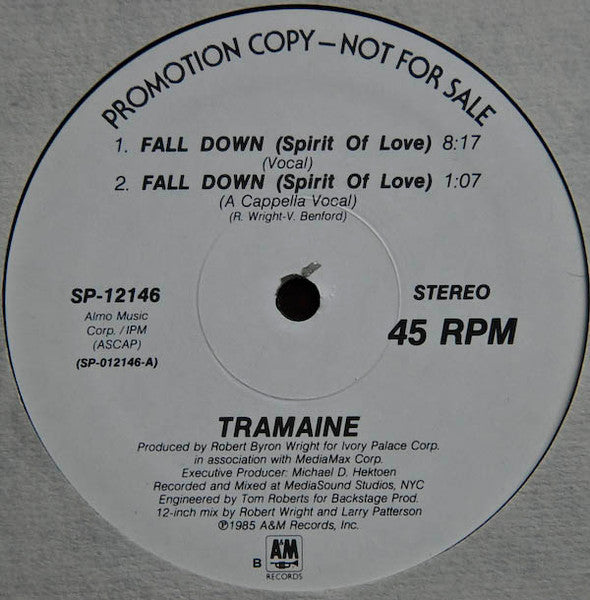 PROMOTION COPY—NOT FOR SALE
1. FALL DOWN (Spirit Of Love) 8:17
(Vocal)
2. FALL DOWN (Spirit Of Love) 1:07
(A Cappella Vocal)
(R. Wright-V. Benford)
SP-12146
Almo Music
Corp. / IPM
(ASCAP)
(SP-012146-A)
STEREO
45 RPM
TRAMAINE
Produced by Robert Byron Wright for Ivory Palace Corp.
in association with MediaMax Corp.
Executive Producer: Michael D. Hektoen
Recorded and Mixed at MediaSound Studios, NYC
Engineered by Tom Roberts for Backstage Prod.
12-inch mix by Robert Wright and Larry Patterson
℗1985 A&M Records, Inc.
B
A&M
RECORDS